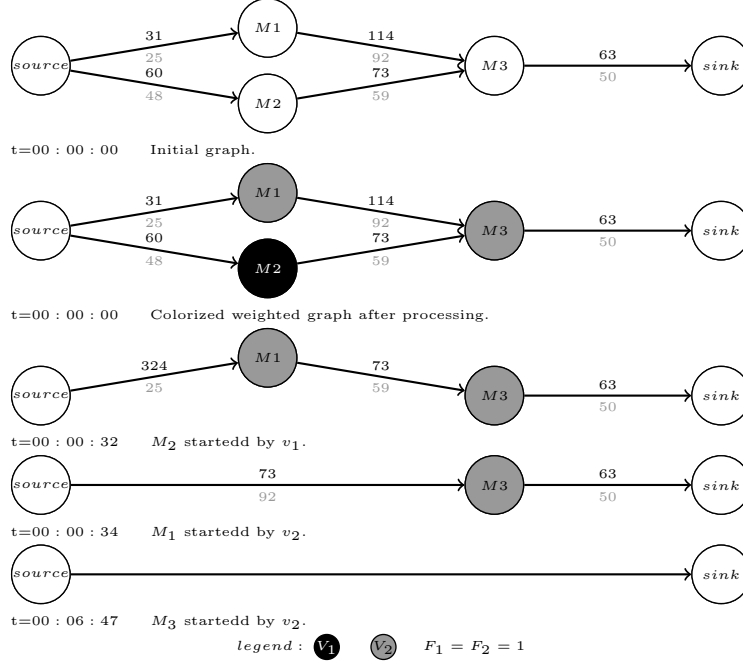 M1
31
114
25
92
63
source
M3
sink
60
73
50
48
59
M2
t=00 : 00 : 00 Initial graph.
M1
31
114
25
92
63
source
M3
sink
60
73
50
48
59
M2
t=00 : 00 : 00 Colorized weighted graph after processing.
M1
324
73
25
59
63
source
M3
sink
50
t=00 : 00 : 32 M2 startedd by v1.
73
63
source
M3
sink
92
50
t=00 : 00 : 34 M1 startedd by v2.
source
sink
t=00 : 06 : 47 M3 startedd by v2.
legend : V1 V2 F1 = F2 = 1